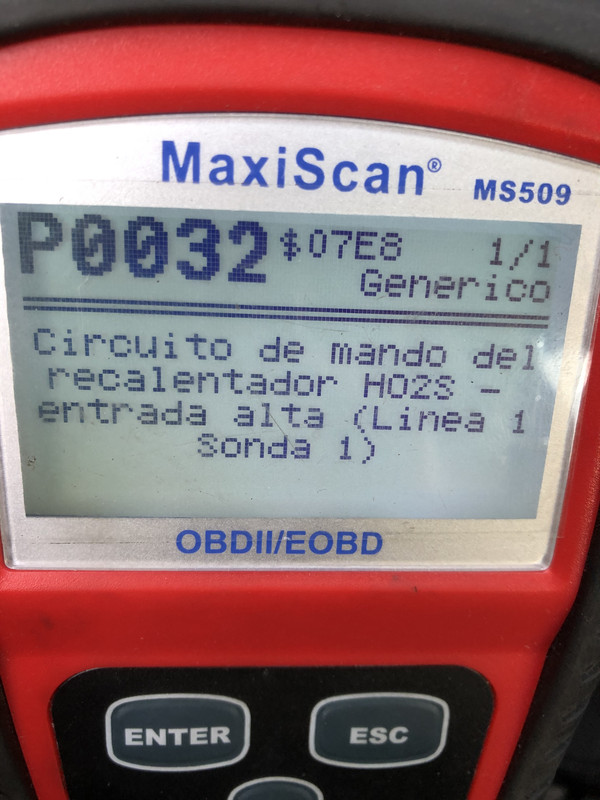 MaxiScan® MS509
P0032 $07E8 1/1
Generico
Circuito de mando del
recalentador HO2S -
entrada alta (Linea 1
Sonda 1)
OBDII/EOBD
ENTER ESC